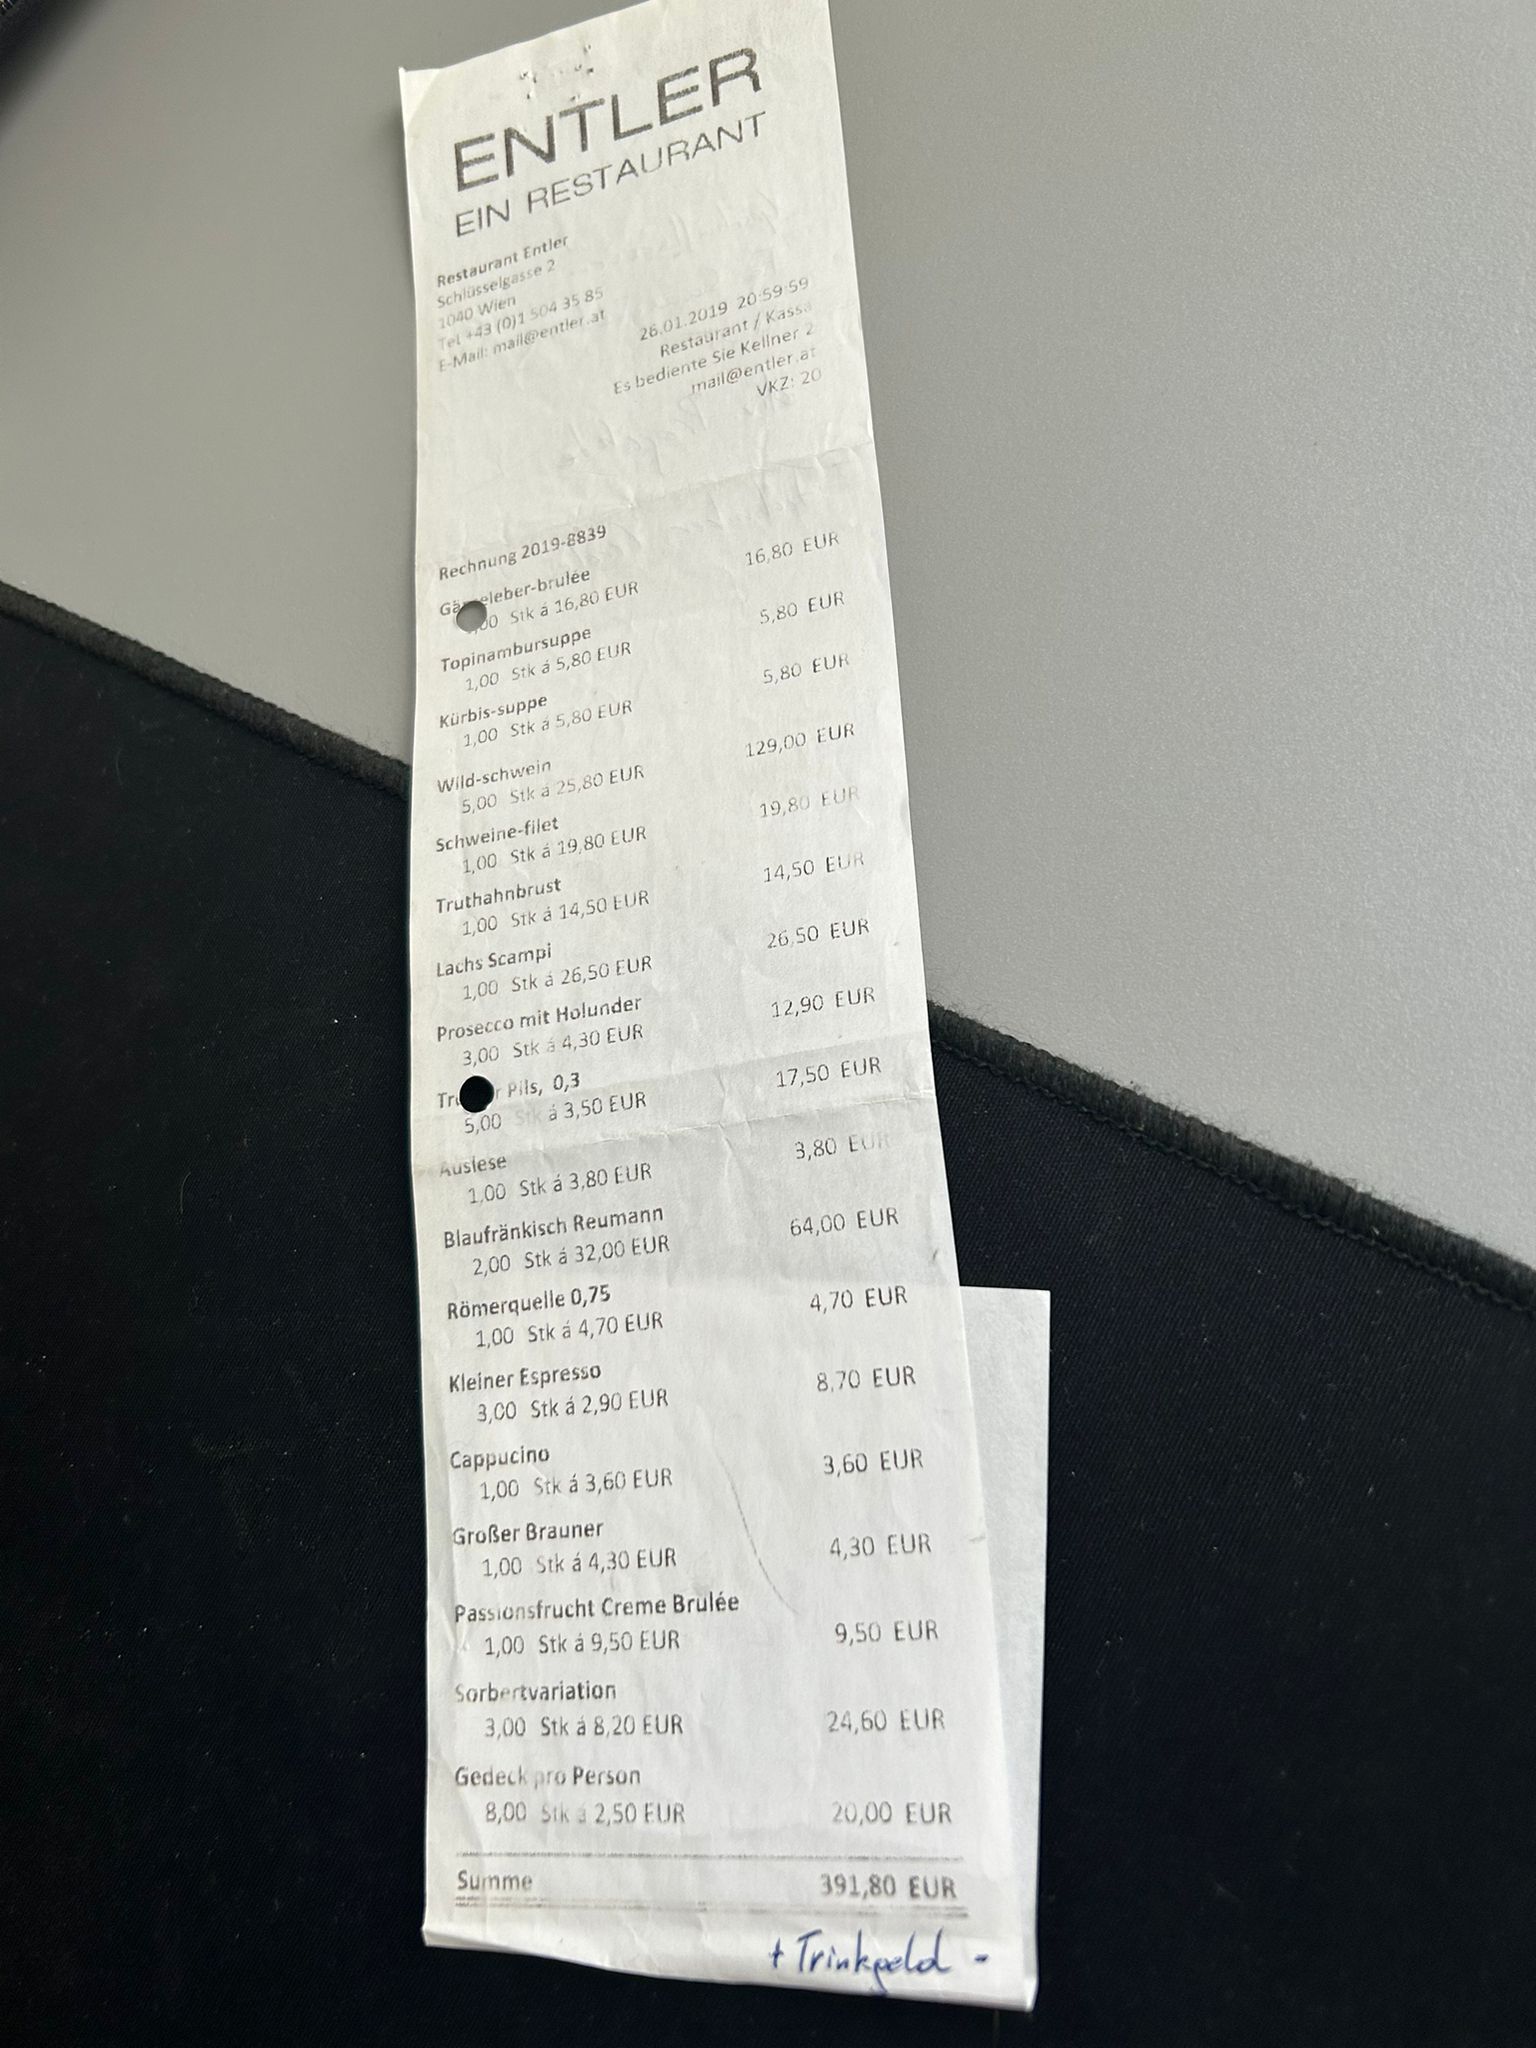 ENTLER
EIN RESTAURANT
Restaurant Entler
Schlüsselgasse 2
1040 Wien
Tel +43 (0)1 504 35 85
E-Mail: mail@entler.at
26.01.2019 20:59:59
Restaurant / Kassa
Es bediente Sie Kellner 2
mail@entler.at
VKZ: 20
Rechnung 2019-8839
eleber-brulée 16,80 EUR
00 Stk á 16,80 EUR
Topinambursuppe 5,80 EUR
1,00 Stk á 5,80 EUR
Kürbis-suppe 5,80 EUR
1,00 Stk á 5,80 EUR
Wild-schwein 129,00 EUR
5,00 Stk á 25,80 EUR
Schweine-filet 19,80 EUR
1,00 Stk á 19,80 EUR
Truthahnbrust 14,50 EUR
1,00 Stk á 14,50 EUR
Lachs Scampi 26,50 EUR
1,00 Stk á 26,50 EUR
Prosecco mit Holunder 12,90 EUR
3,00 Stk á 4,30 EUR
Pils, 0,3 17,50 EUR
5,00 Stk á 3,50 EUR
Auslese 3,80 EUR
1,00 Stk á 3,80 EUR
Blaufränkisch Reumann 64,00 EUR
2,00 Stk á 32,00 EUR
Römerquelle 0,75 4,70 EUR
1,00 Stk á 4,70 EUR
Kleiner Espresso 8,70 EUR
3,00 Stk á 2,90 EUR
Cappucino 3,60 EUR
1,00 Stk á 3,60 EUR
Großer Brauner 4,30 EUR
1,00 Stk á 4,30 EUR
Passionsfrucht Creme Brulée 9,50 EUR
1,00 Stk á 9,50 EUR
Sorbertvariation 24,60 EUR
3,00 Stk á 8,20 EUR
Gedeck pro Person 20,00 EUR
8,00 Stk á 2,50 EUR
Summe 391,80 EUR
+ Trinkgeld -